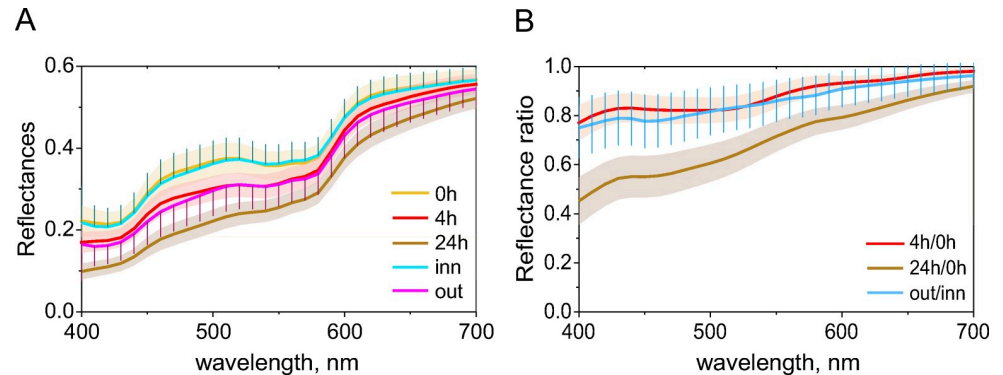 A
Reflectances
0.6
0.4
0.2
0.0
400
500
600
700
wavelength, nm
0h
4h
24h
inn
out
B
Reflectance ratio
1.0
0.8
0.6
0.4
0.2
0.0
400
500
600
700
wavelength, nm
4h/0h
24h/0h
out/inn